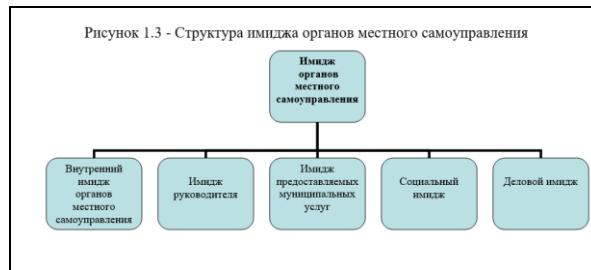 Рисунок 1.3 - Структура имиджа органов местного самоуправления
Имидж
органов
местного
самоуправления
Внутренний
имидж
органов
местного
самоуправления
Имидж
руководителя
Имидж
предоставляемых
муниципальных
услуг
Социальный
имидж
Деловой имидж